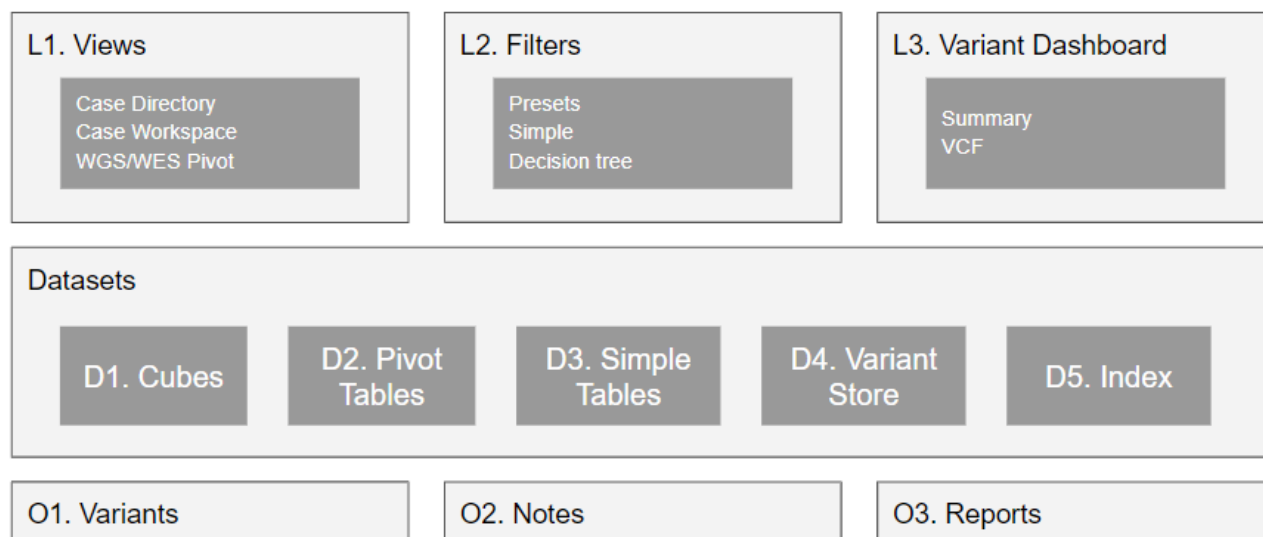 L1. Views
Case Directory
Case Workspace
WGS/WES Pivot
L2. Filters
Presets
Simple
Decision tree
L3. Variant Dashboard
Summary
VCF
Datasets
D1. Cubes
D2. Pivot
Tables
D3. Simple
Tables
D4. Variant
Store
D5. Index
O1. Variants
O2. Notes
O3. Reports